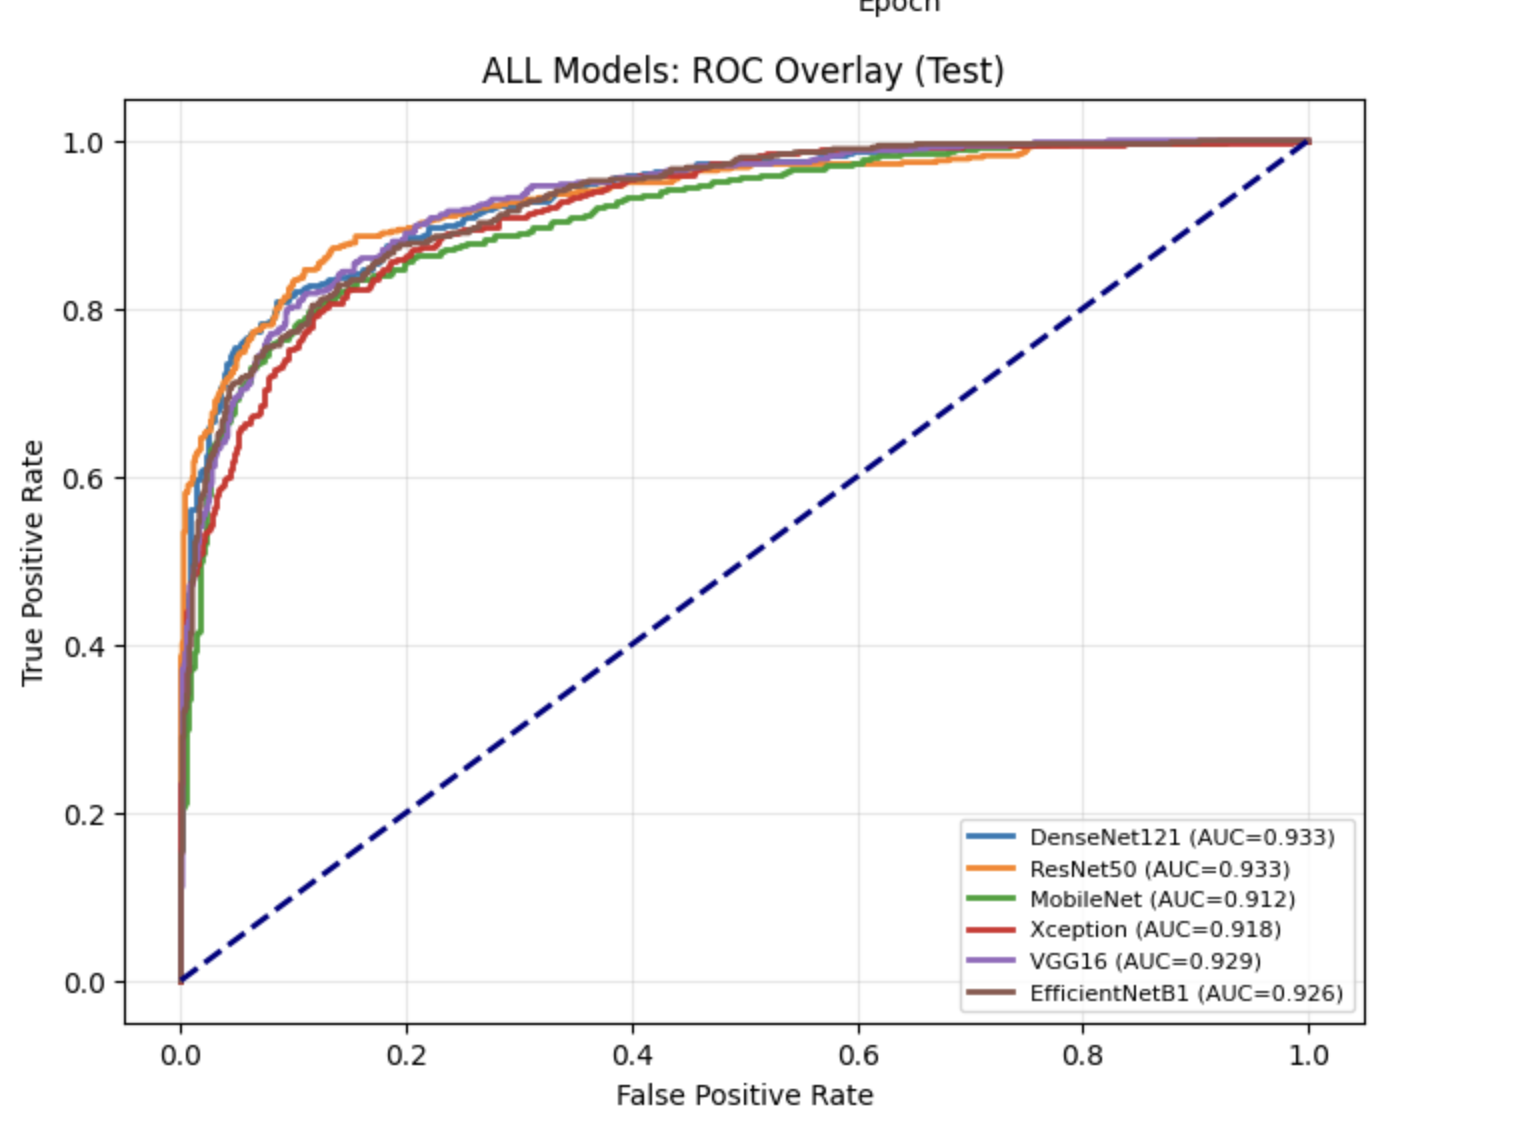 Epoch
ALL Models: ROC Overlay (Test)
True Positive Rate
1.0
0.8
0.6
0.4
0.2
0.0
DenseNet121 (AUC=0.933)
ResNet50 (AUC=0.933)
MobileNet (AUC=0.912)
Xception (AUC=0.918)
VGG16 (AUC=0.929)
EfficientNetB1 (AUC=0.926)
0.0 0.2 0.4 0.6 0.8 1.0
False Positive Rate